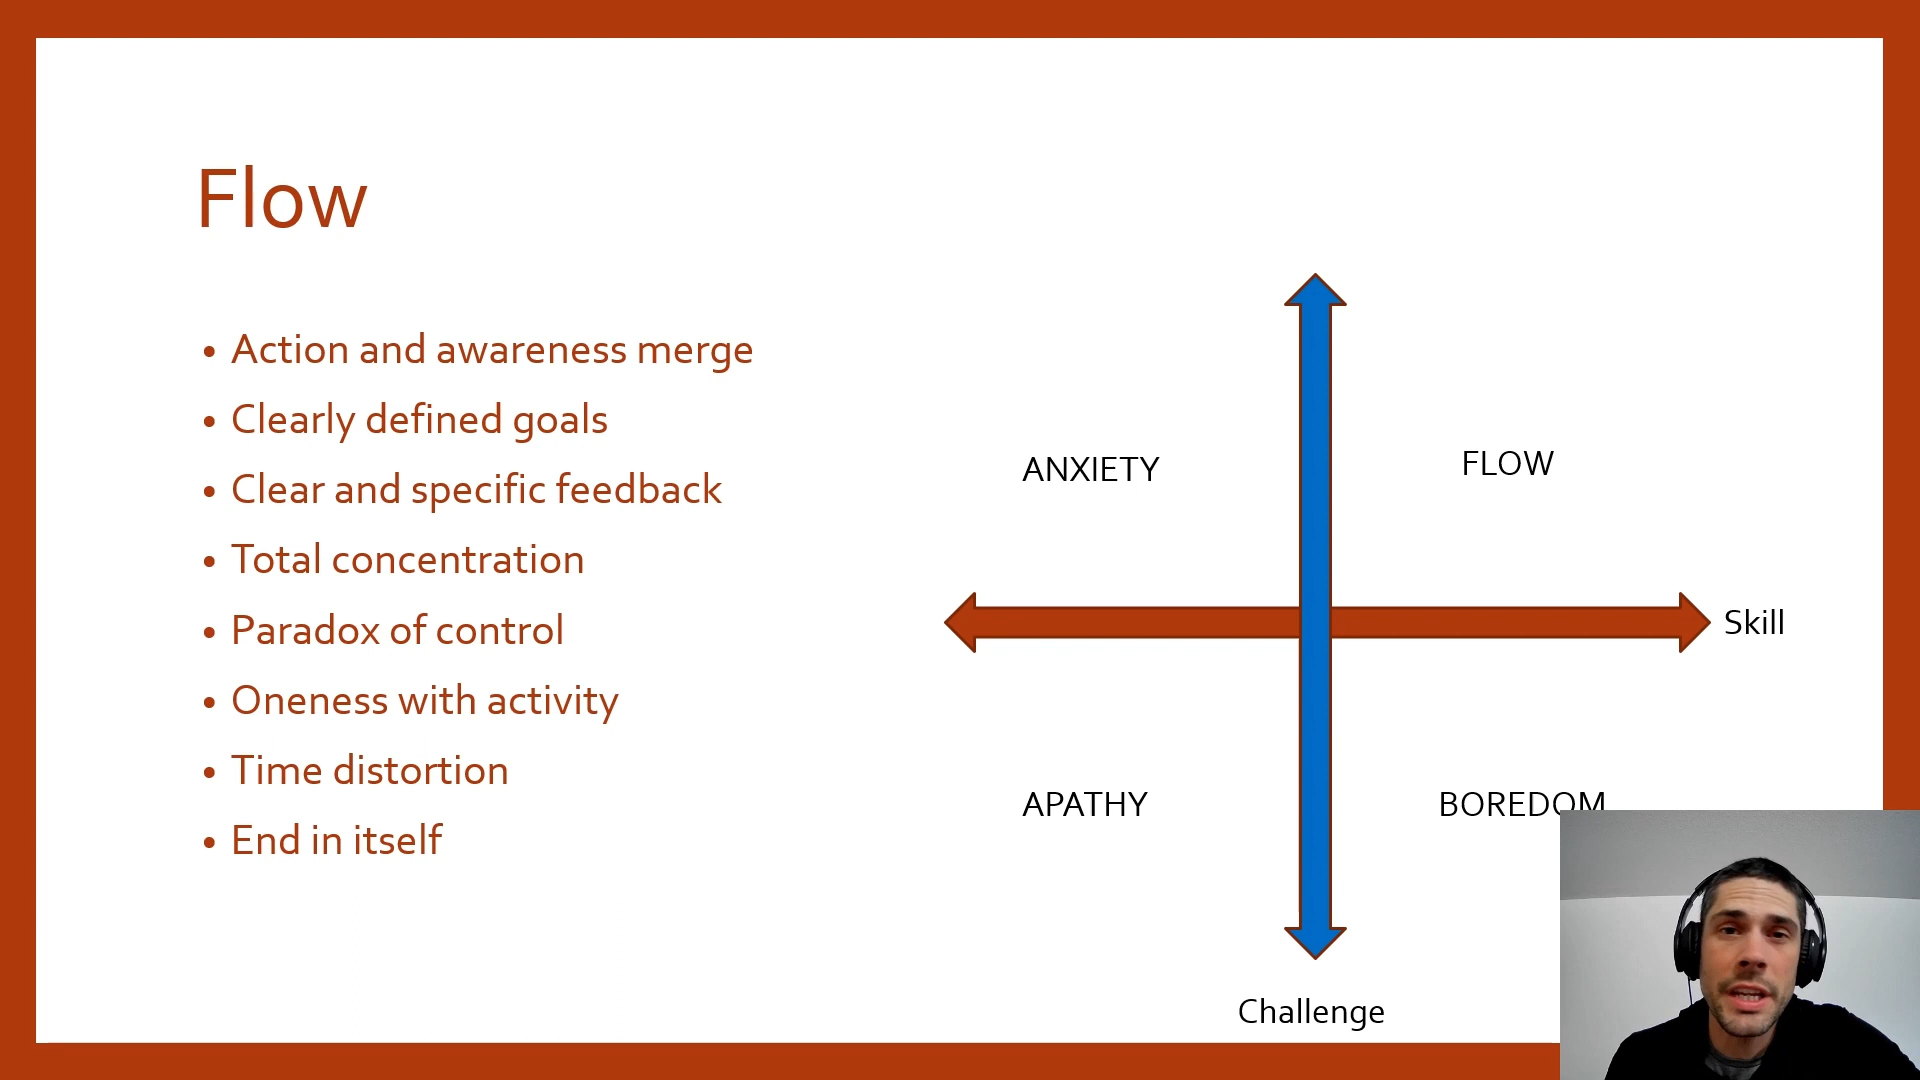 Flow
• Action and awareness merge
• Clearly defined goals
• Clear and specific feedback
• Total concentration
• Paradox of control
• Oneness with activity
• Time distortion
• End in itself
ANXIETY
FLOW
Skill
APATHY
BOREDOM
Challenge